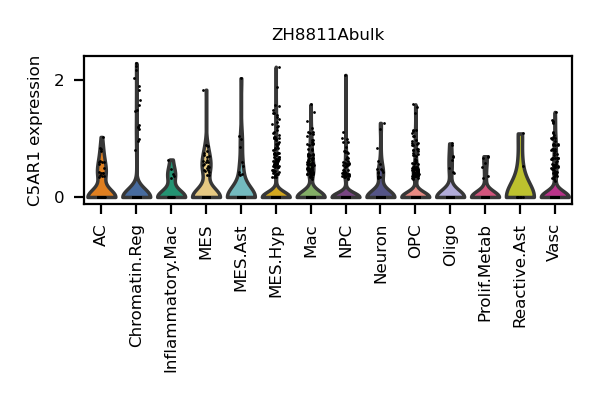 ZH8811Abulk
C5AR1 expression
2
0
AC
Chromatin.Reg
Inflammatory.Mac
MES
MES.Ast
MES.Hyp
Mac
NPC
Neuron
OPC
Oligo
Prolif.Metab
Reactive.Ast
Vasc